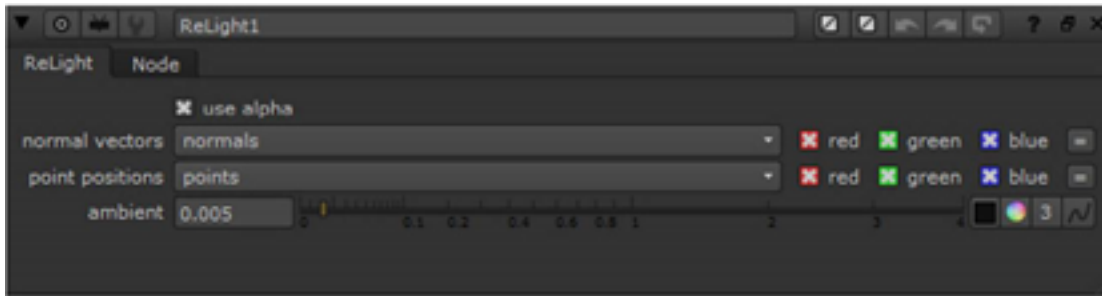 ReLight1 ?
ReLight Node
use alpha
normal vectors normals red green blue =
point positions points red green blue =
ambient 0.005 0 0.1 0.2 0.4 0.6 0.8 1 2 3 4 3